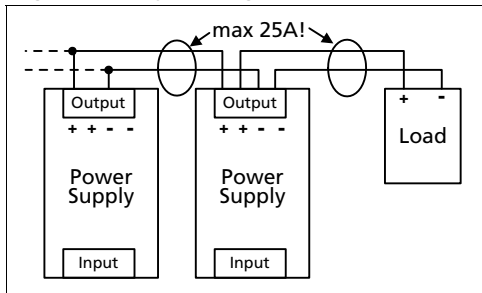 max 25A!
Output
+ + - -
Power
Supply
Input
Output
+ + - -
Power
Supply
Input
+ -
Load